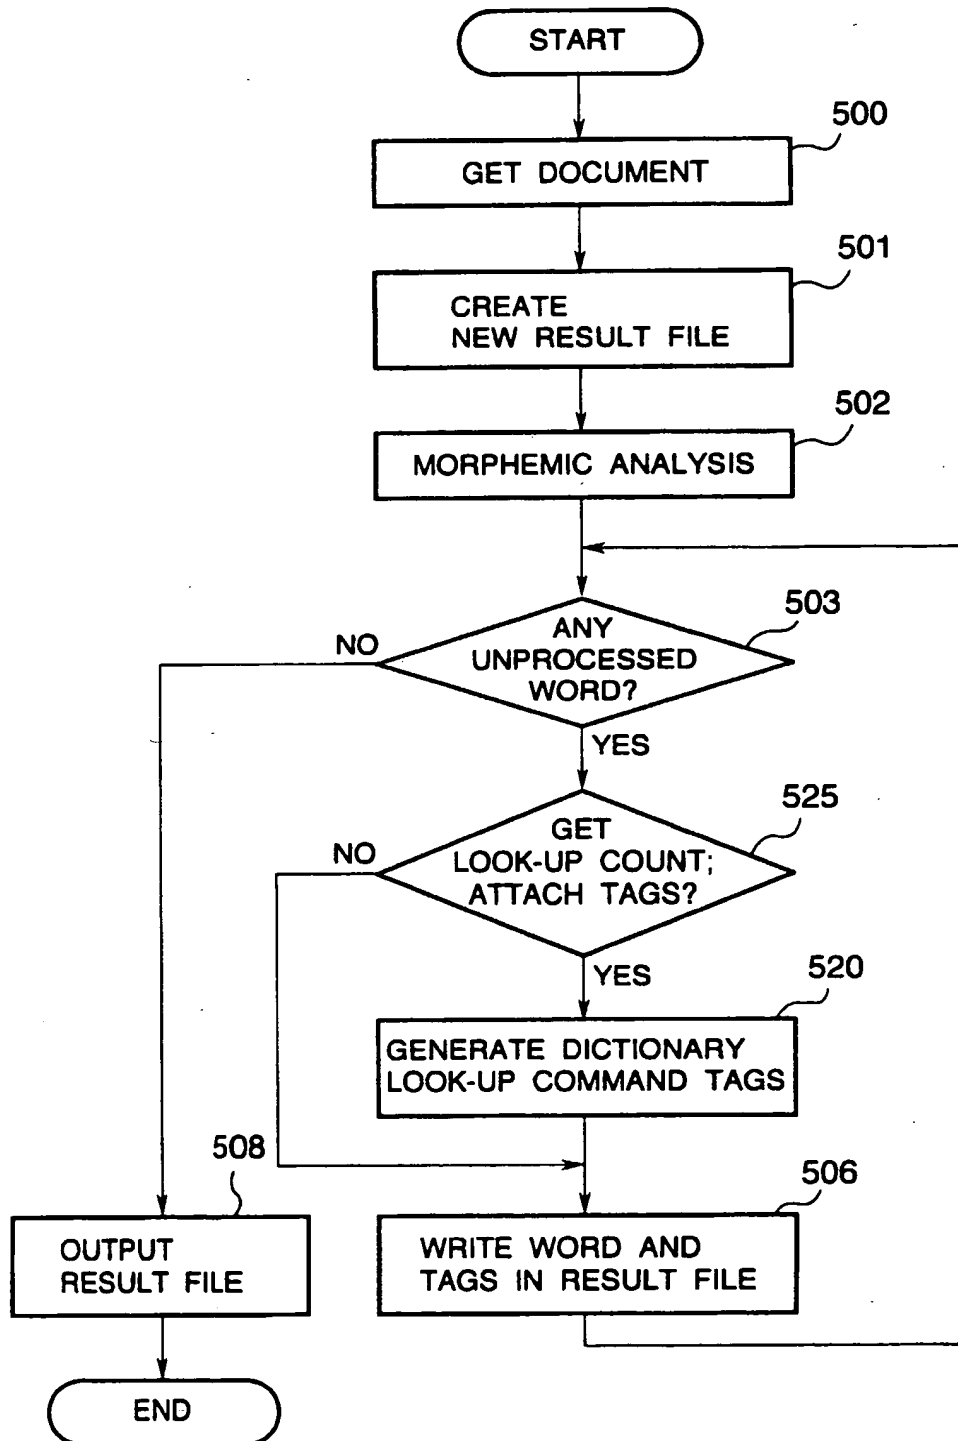 START
500
GET DOCUMENT
501
CREATE
NEW RESULT FILE
502
MORPHEMIC ANALYSIS
503
NO
ANY
UNPROCESSED
WORD?
YES
525
NO
GET
LOOK-UP COUNT;
ATTACH TAGS?
YES
520
GENERATE DICTIONARY
LOOK-UP COMMAND TAGS
508
506
OUTPUT
RESULT FILE
WRITE WORD AND
TAGS IN RESULT FILE
END